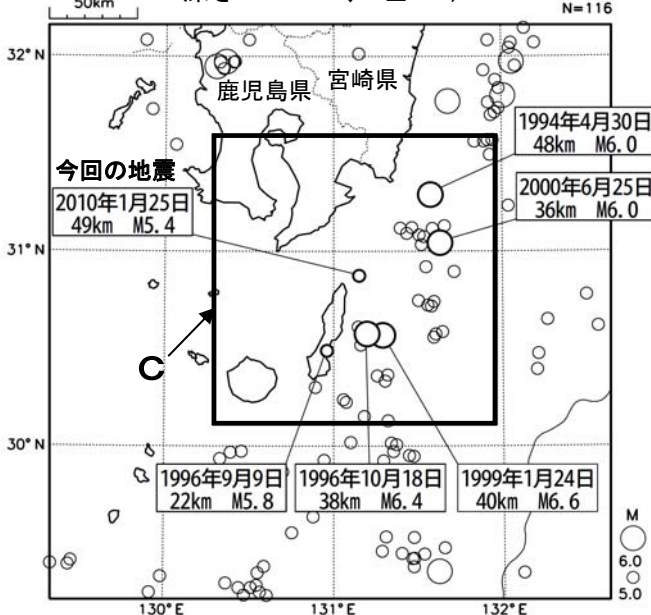 50km
N=116
32°N
鹿児島県
宮崎県
1994年4月30日
48km M6.0
今回の地震
2010年1月25日
49km M5.4
2000年6月25日
36km M6.0
31°N
C
30°N
1996年9月9日
22km M5.8
1996年10月18日
38km M6.4
1999年1月24日
40km M6.6
M
6.0
5.0
130°E
131°E
132°E